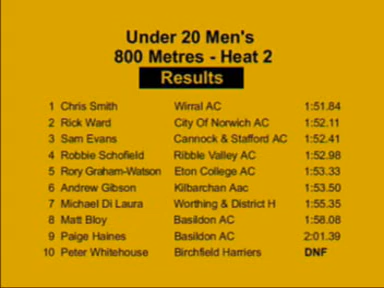 Under 20 Men's
800 Metres - Heat 2
Results
1 Chris Smith Wirral AC 1:51.84
2 Rick Ward City Of Norwich AC 1:52.11
3 Sam Evans Cannock & Stafford AC 1:52.41
4 Robbie Schofield Ribble Valley AC 1:52.98
5 Rory Graham-Watson Eton College AC 1:53.33
6 Andrew Gibson Kilbarchan Aac 1:53.50
7 Michael Di Laura Worthing & District H 1:55.35
8 Matt Bloy Basildon AC 1:58.08
9 Paige Haines Basildon AC 2:01.39
10 Peter Whitehouse Birchfield Harriers DNF